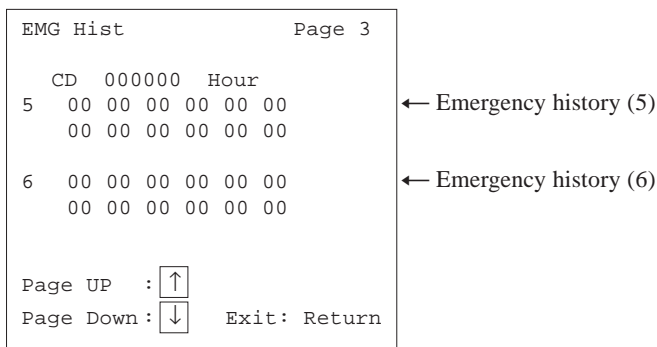 EMG Hist Page 3
CD 000000 Hour
5 00 00 00 00 00 00 ← Emergency history (5)
00 00 00 00 00 00
6 00 00 00 00 00 00 ← Emergency history (6)
00 00 00 00 00 00
Page UP : ↑
Page Down : ↓ Exit: Return